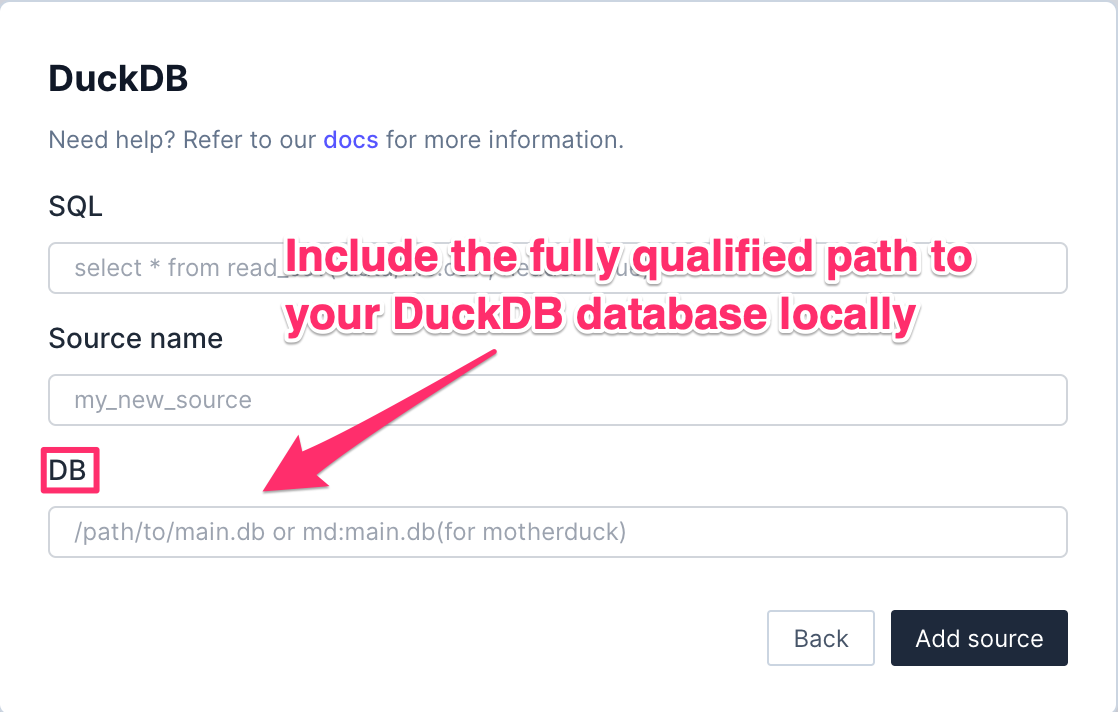 DuckDB
Need help? Refer to our docs for more information.
SQL
select * from
Include the fully qualified path to
your DuckDB database locally
Source name
my_new_source
DB
/path/to/main.db or md:main.db(for motherduck)
Back
Add source